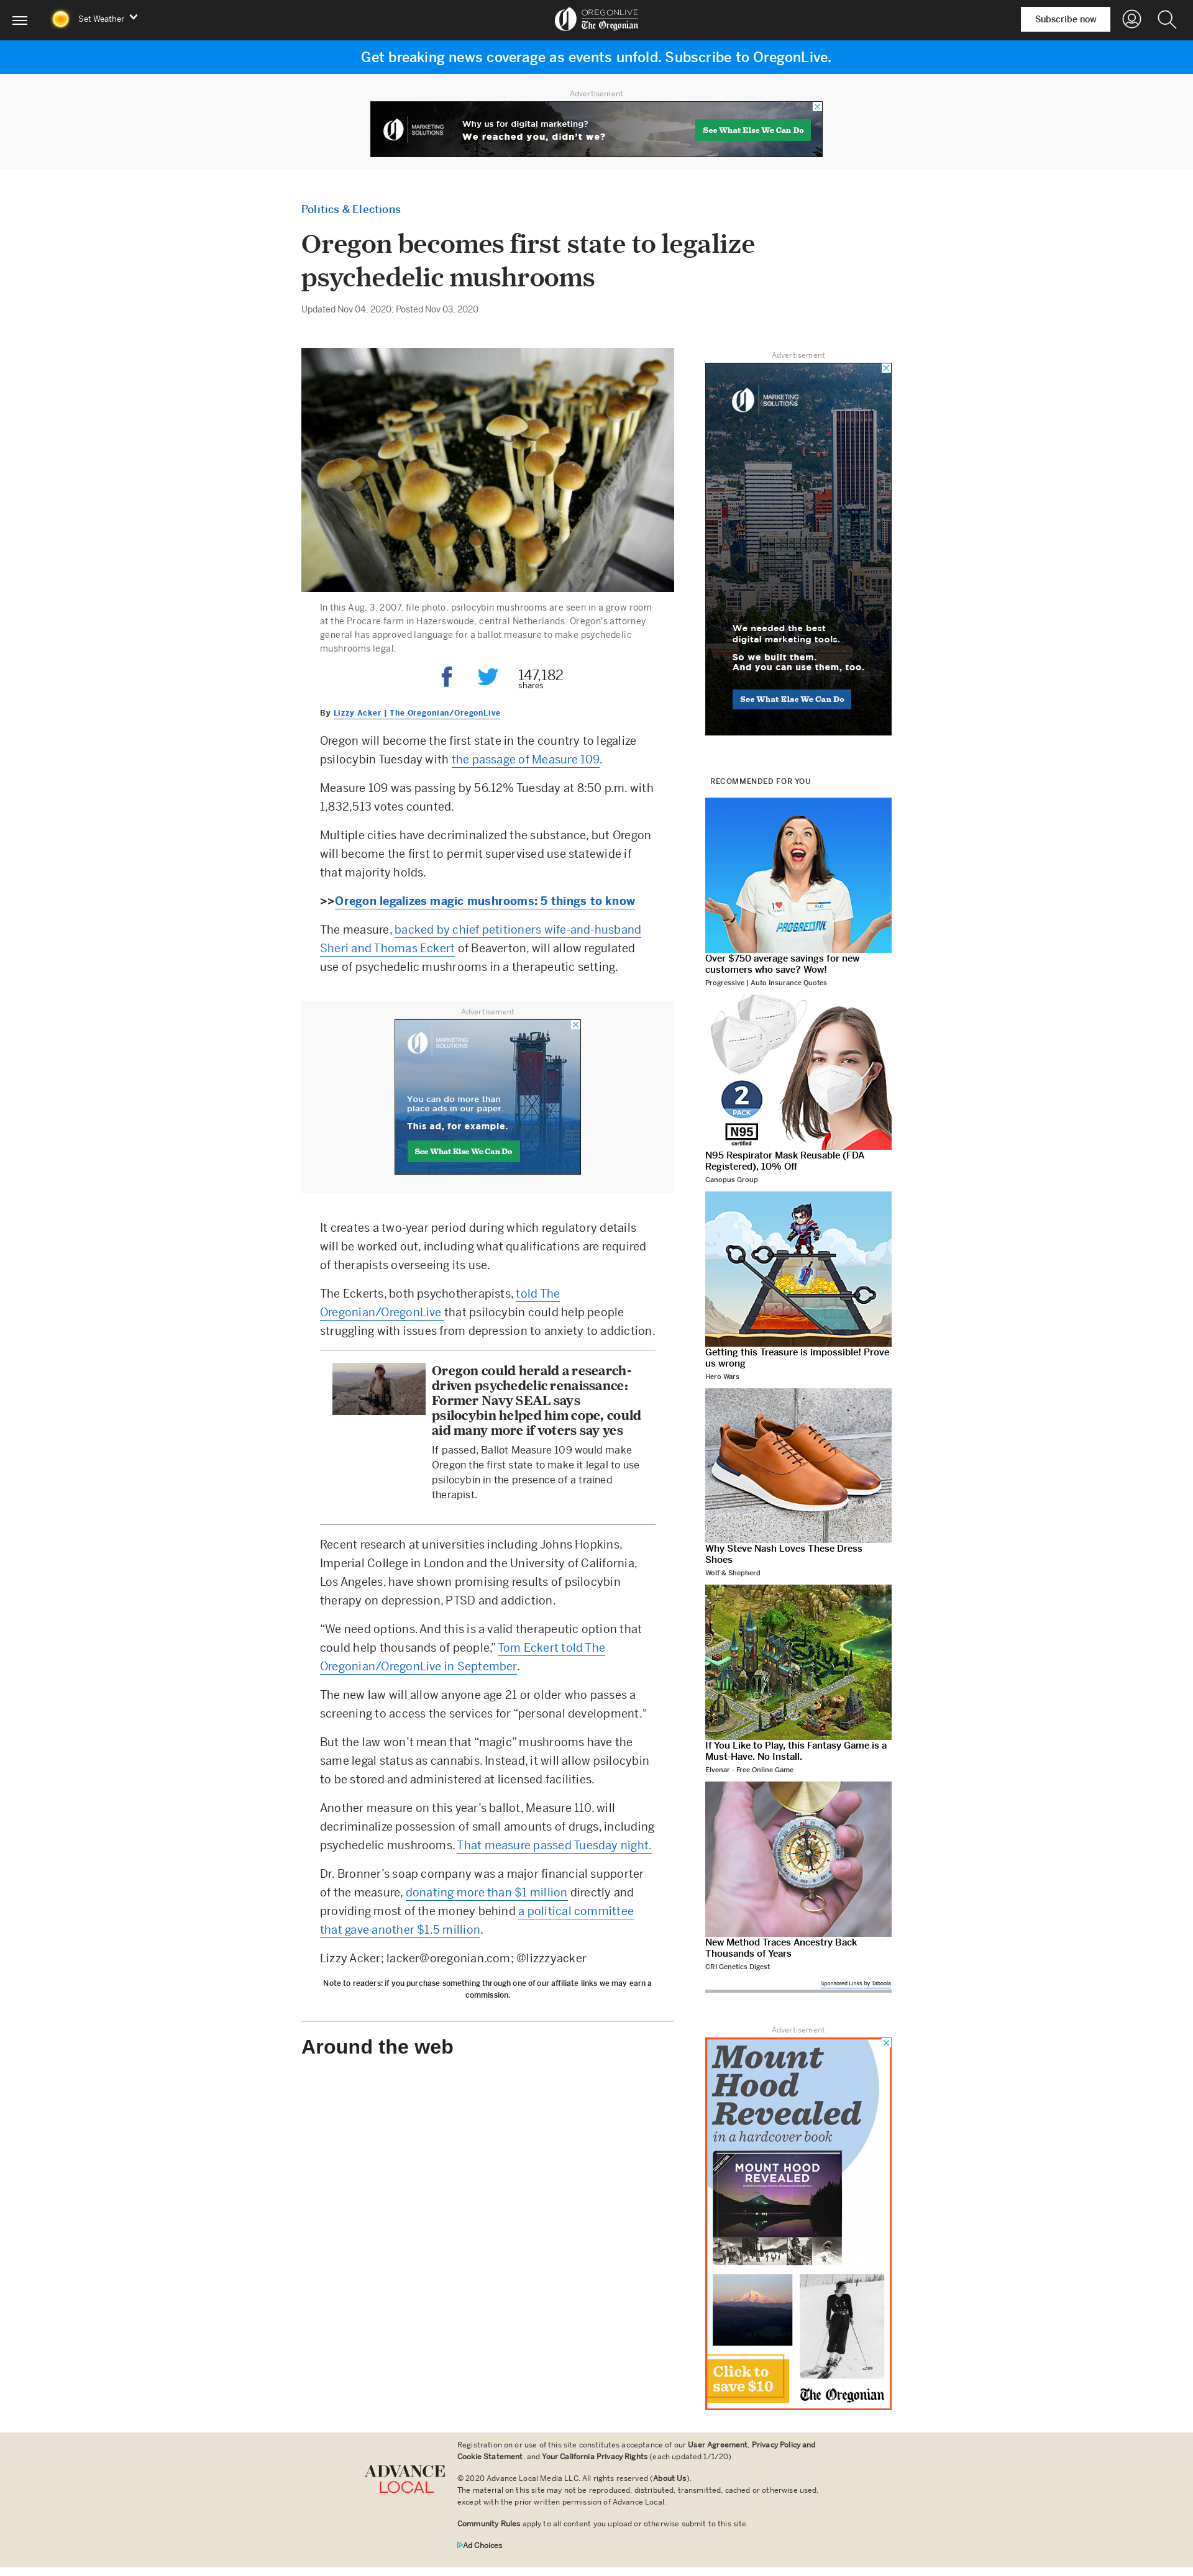 Set Weather
OREGONLIVE
The Oregonian
Subscribe now
Get breaking news coverage as events unfold. Subscribe to OregonLive.
Advertisement
MARKETING
SOLUTIONS
Why us for digital marketing?
We reached you, didn't we?
See What Else We Can Do
Politics & Elections
Oregon becomes first state to legalize
psychedelic mushrooms
Updated Nov 04, 2020; Posted Nov 03, 2020
In this Aug. 3, 2007, file photo, psilocybin mushrooms are seen in a grow room
at the Procare farm in Hazerswoude, central Netherlands. Oregon's attorney
general has approved language for a ballot measure to make psychedelic
mushrooms legal.
147,182
shares
By Lizzy Acker | The Oregonian/OregonLive
Oregon will become the first state in the country to legalize
psilocybin Tuesday with the passage of Measure 109.
Measure 109 was passing by 56.12% Tuesday at 8:50 p.m. with
1,832,513 votes counted.
Multiple cities have decriminalized the substance, but Oregon
will become the first to permit supervised use statewide if
that majority holds.
>>Oregon legalizes magic mushrooms: 5 things to know
The measure, backed by chief petitioners wife-and-husband
Sheri and Thomas Eckert of Beaverton, will allow regulated
use of psychedelic mushrooms in a therapeutic setting.
Advertisement
MARKETING
SOLUTIONS
You can do more than
place ads in our paper.
This ad, for example.
See What Else We Can Do
It creates a two-year period during which regulatory details
will be worked out, including what qualifications are required
of therapists overseeing its use.
The Eckerts, both psychotherapists, told The
Oregonian/OregonLive that psilocybin could help people
struggling with issues from depression to anxiety to addiction.
Oregon could herald a research-
driven psychedelic renaissance:
Former Navy SEAL says
psilocybin helped him cope, could
aid many more if voters say yes
If passed, Ballot Measure 109 would make
Oregon the first state to make it legal to use
psilocybin in the presence of a trained
therapist.
Recent research at universities including Johns Hopkins,
Imperial College in London and the University of California,
Los Angeles, have shown promising results of psilocybin
therapy on depression, PTSD and addiction.
“We need options. And this is a valid therapeutic option that
could help thousands of people,” Tom Eckert told The
Oregonian/OregonLive in September.
The new law will allow anyone age 21 or older who passes a
screening to access the services for “personal development."
But the law won’t mean that “magic” mushrooms have the
same legal status as cannabis. Instead, it will allow psilocybin
to be stored and administered at licensed facilities.
Another measure on this year’s ballot, Measure 110, will
decriminalize possession of small amounts of drugs, including
psychedelic mushrooms. That measure passed Tuesday night.
Dr. Bronner’s soap company was a major financial supporter
of the measure, donating more than $1 million directly and
providing most of the money behind a political committee
that gave another $1.5 million.
Lizzy Acker; lacker@oregonian.com; @lizzzyacker
Note to readers: if you purchase something through one of our affiliate links we may earn a
commission.
Around the web
Advertisement
MARKETING
SOLUTIONS
We needed the best
digital marketing tools.
So we built them.
And you can use them, too.
See What Else We Can Do
RECOMMENDED FOR YOU
FLO
PROGRESSIVE
Over $750 average savings for new
customers who save? Wow!
Progressive | Auto Insurance Quotes
2
PACK
N95
certified
N95 Respirator Mask Reusable (FDA
Registered), 10% Off
Canopus Group
Getting this Treasure is impossible! Prove
us wrong
Hero Wars
Why Steve Nash Loves These Dress
Shoes
Wolf & Shepherd
If You Like to Play, this Fantasy Game is a
Must-Have. No Install.
Elvenar - Free Online Game
New Method Traces Ancestry Back
Thousands of Years
CRI Genetics Digest
Sponsored Links by Taboola
Advertisement
Mount
Hood
Revealed
in a hardcover book
MOUNT HOOD
REVEALED
Click to
save $10
The Oregonian
ADVANCE
LOCAL
Registration on or use of this site constitutes acceptance of our User Agreement, Privacy Policy and
Cookie Statement, and Your California Privacy Rights (each updated 1/1/20).
© 2020 Advance Local Media LLC. All rights reserved (About Us).
The material on this site may not be reproduced, distributed, transmitted, cached or otherwise used,
except with the prior written permission of Advance Local.
Community Rules apply to all content you upload or otherwise submit to this site.
Ad Choices